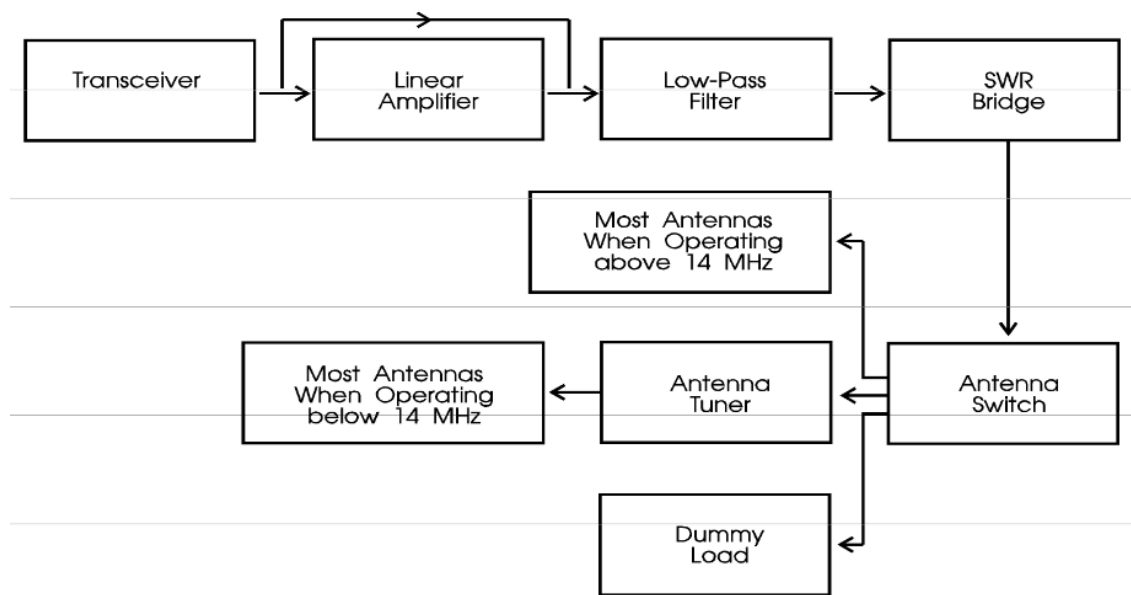 Transceiver
Linear
Amplifier
Low-Pass
Filter
SWR
Bridge
Most Antennas
When Operating
above 14 MHz
Most Antennas
When Operating
below 14 MHz
Antenna
Tuner
Antenna
Switch
Dummy
Load